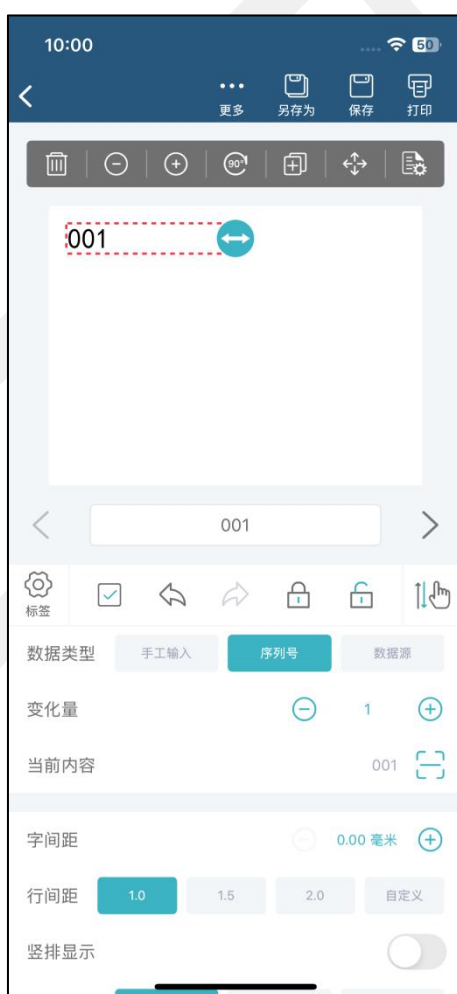 10:00
50
更多 另存为 保存 打印
90°
001
001
标签
数据类型 手工输入 序列号 数据源
变化量 1
当前内容 001
字间距 0.00 毫米
行间距 1.0 1.5 2.0 自定义
竖排显示